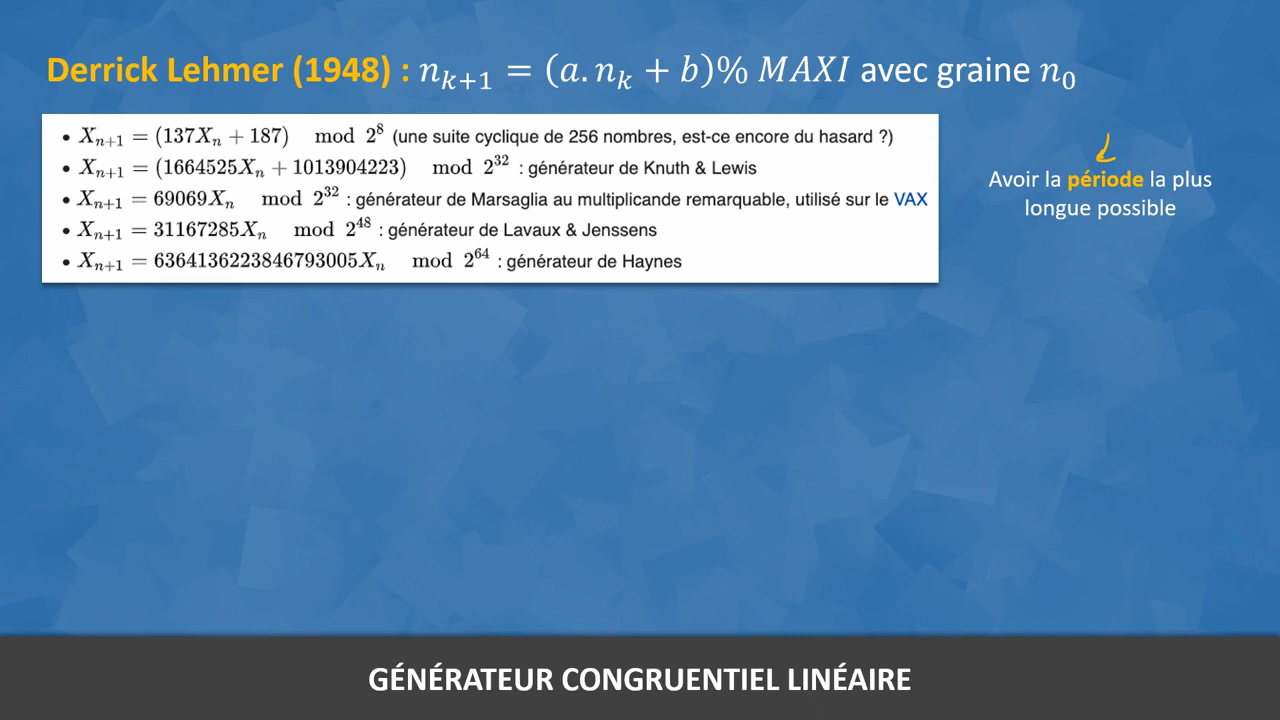 Derrick Lehmer (1948) : n_{k+1} = (a.n_k + b)% MAXI avec graine n_0
• X_{n+1} = (137X_n + 187) mod 2^8 (une suite cyclique de 256 nombres, est-ce encore du hasard ?)
• X_{n+1} = (1664525X_n + 1013904223) mod 2^{32} : générateur de Knuth & Lewis
• X_{n+1} = 69069X_n mod 2^{32} : générateur de Marsaglia au multiplicande remarquable, utilisé sur le VAX
• X_{n+1} = 31167285X_n mod 2^{48} : générateur de Lavaux & Jenssens
• X_{n+1} = 6364136223846793005X_n mod 2^{64} : générateur de Haynes
Avoir la période la plus
longue possible
GÉNÉRATEUR CONGRUENTIEL LINÉAIRE